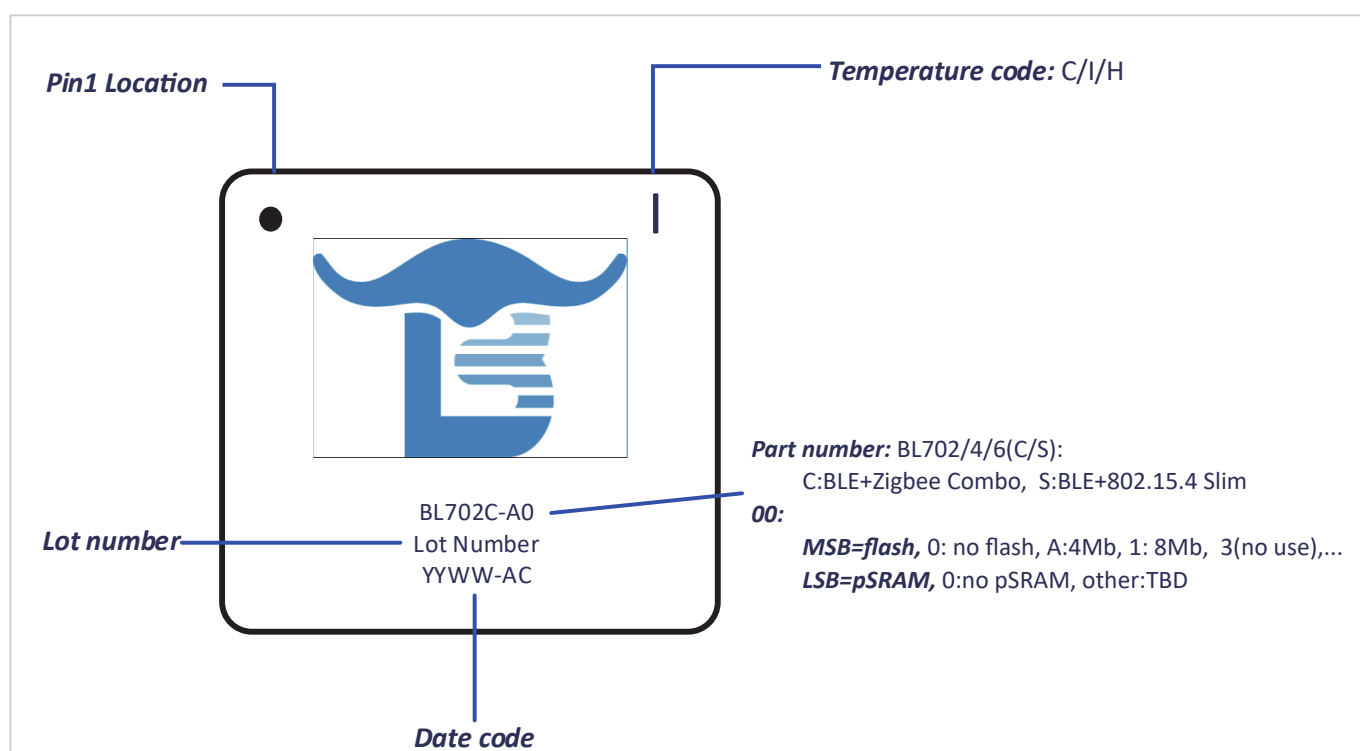 Pin1 Location
Temperature code: C/I/H
I
BL702C-A0
Lot Number
YYWW-AC
Lot number
Date code
Part number: BL702/4/6(C/S):
C:BLE+Zigbee Combo, S:BLE+802.15.4 Slim
00:
MSB=flash, 0: no flash, A:4Mb, 1: 8Mb, 3(no use),...
LSB=pSRAM, 0:no pSRAM, other:TBD